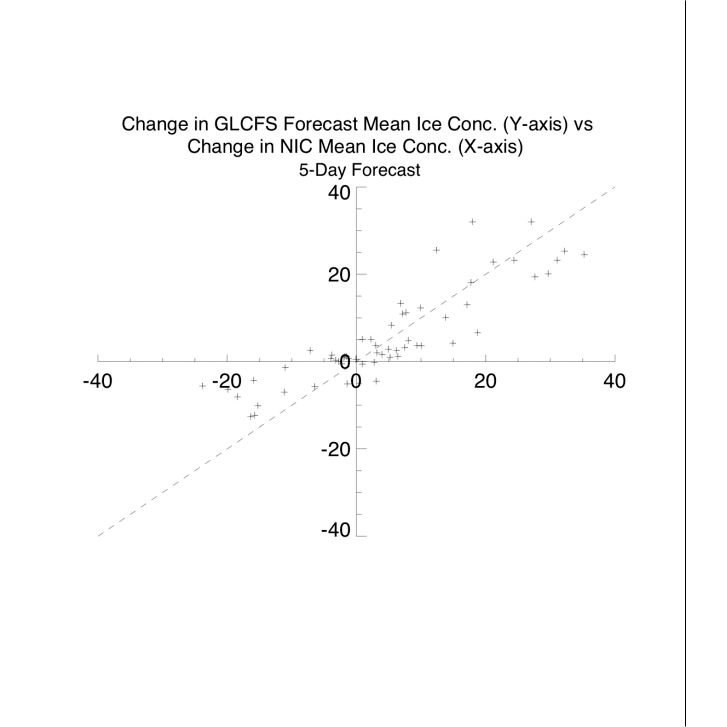 Change in GLCFS Forecast Mean Ice Conc. (Y-axis) vs
Change in NIC Mean Ice Conc. (X-axis)
5-Day Forecast
40
20
0
-40 -20 0 20 40
-20
-40